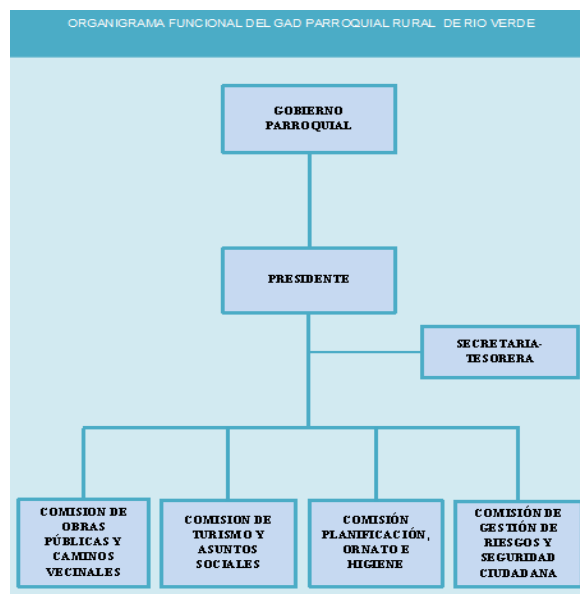 ORGANIGRAMA FUNCIONAL DEL GAD PARROQUIAL RURAL DE RIO VERDE
GOBIERNO
PARROQUIAL
PRESIDENTE
SECRETARIA-
TESORERA
COMISION DE
OBRAS
PÚBLICAS Y
CAMINOS
VECINALES
COMISION DE
TURISMO Y
ASUNTOS
SOCIALES
COMISIÓN
PLANIFICACIÓN,
ORNATO E
HIGIENE
COMISIÓN DE
GESTIÓN DE
RIESGOS Y
SEGURIDAD
CIUDADANA